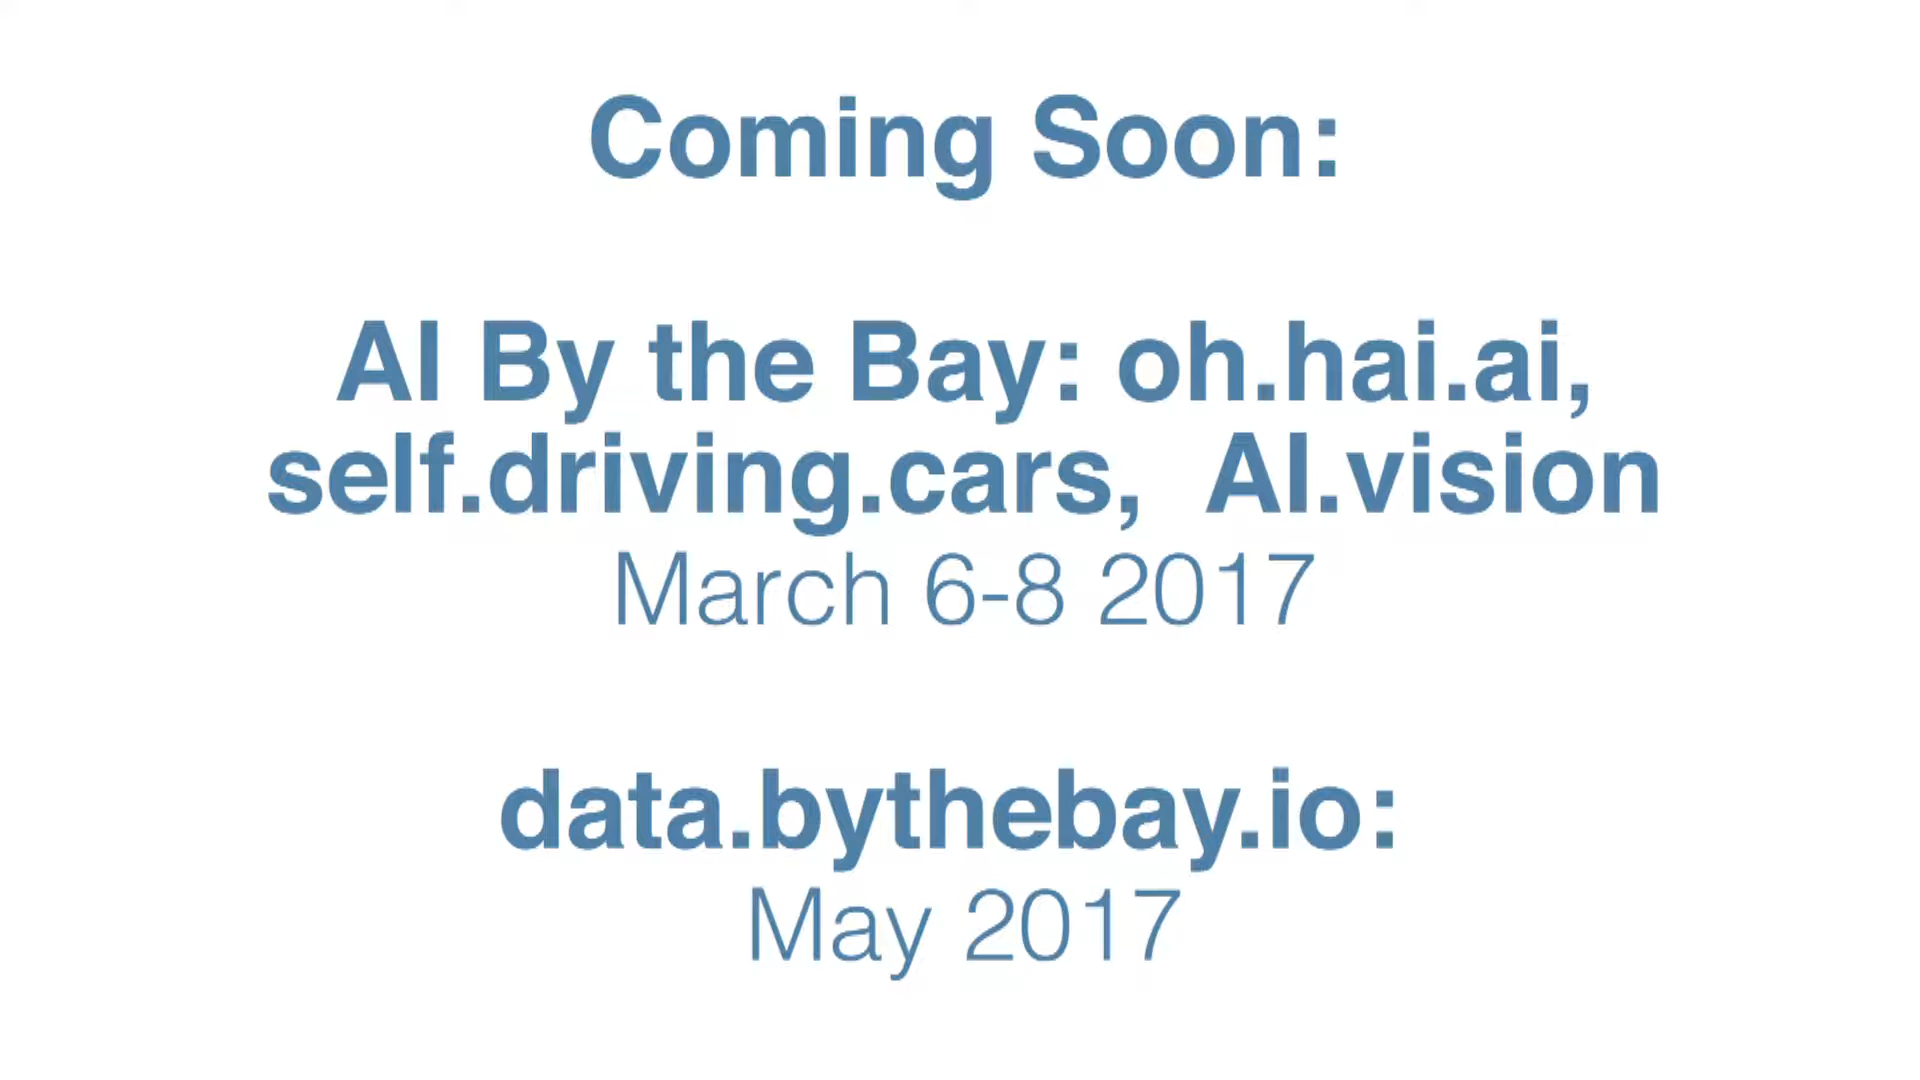 Coming Soon:
AI By the Bay: oh.hai.ai,
self.driving.cars,  AI.vision
March 6-8 2017
data.bythebay.io:
May 2017